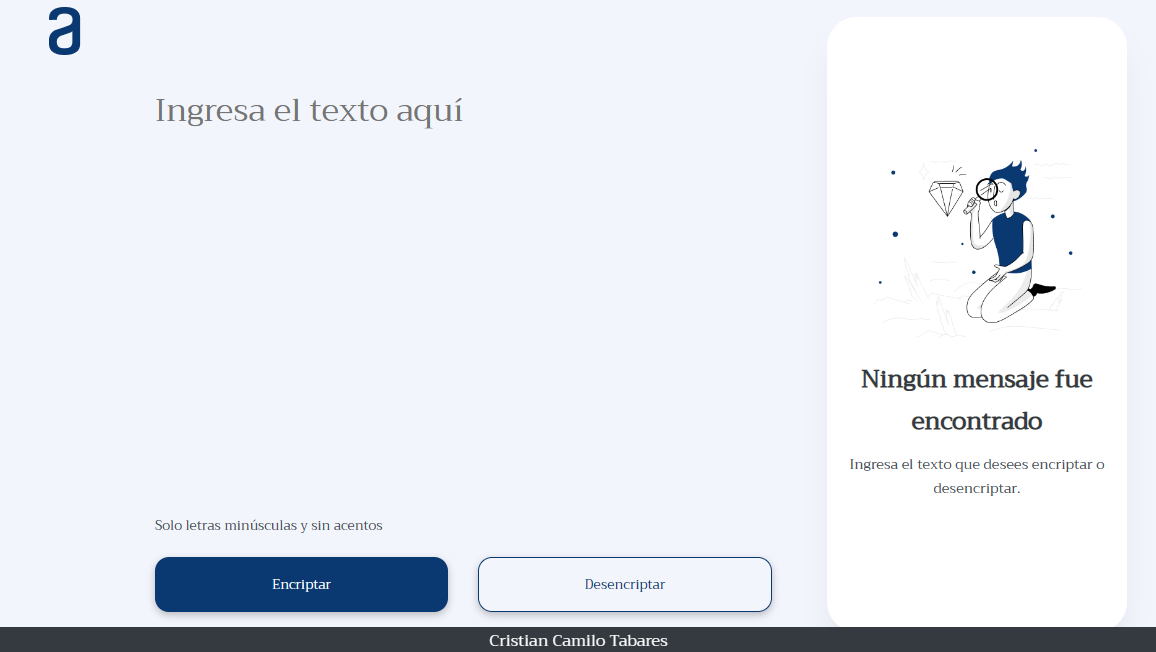 a
Ingresa el texto aquí
Solo letras minúsculas y sin acentos
Encriptar
Desencriptar
Ningún mensaje fue
encontrado
Ingresa el texto que desees encriptar o
desencriptar.
Cristian Camilo Tabares